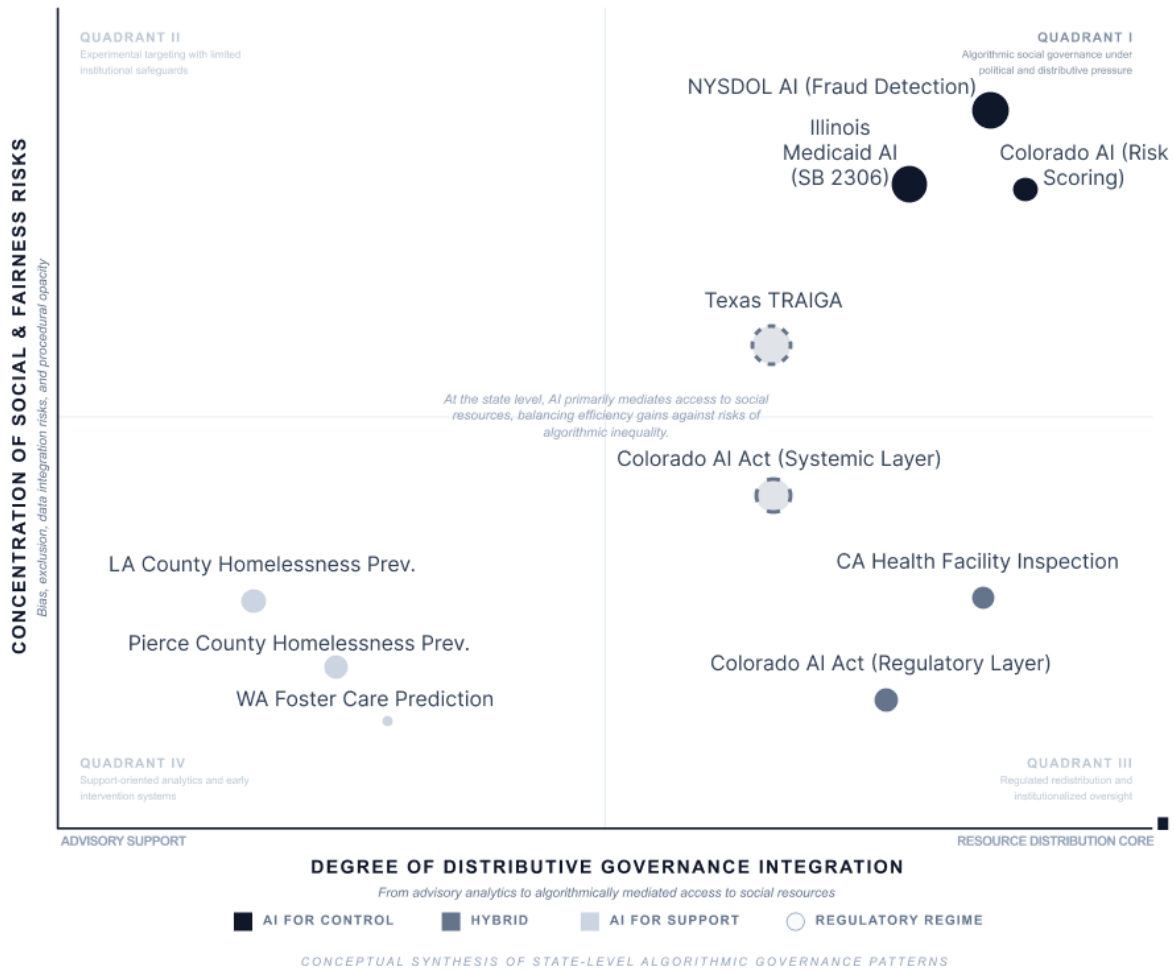 QUADRANT II
Experimental targeting with limited
institutional safeguards
QUADRANT I
Algorithmic social governance under
political and distributive pressure
NYSDOL AI (Fraud Detection)
Illinois
Medicaid AI
(SB 2306)
Colorado AI (Risk
Scoring)
CONCENTRATION OF SOCIAL & FAIRNESS RISKS
Bias, exclusion, data integration risks, and procedural opacity
Texas TRAIGA
At the state level, AI primarily mediates access to social
resources, balancing efficiency gains against risks of
algorithmic inequality.
Colorado AI Act (Systemic Layer)
LA County Homelessness Prev.
CA Health Facility Inspection
Pierce County Homelessness Prev.
Colorado AI Act (Regulatory Layer)
WA Foster Care Prediction
QUADRANT IV
Support-oriented analytics and early
intervention systems
QUADRANT III
Regulated redistribution and
institutionalized oversight
ADVISORY SUPPORT
RESOURCE DISTRIBUTION CORE
DEGREE OF DISTRIBUTIVE GOVERNANCE INTEGRATION
From advisory analytics to algorithmically mediated access to social resources
AI FOR CONTROL
HYBRID
AI FOR SUPPORT
REGULATORY REGIME
CONCEPTUAL SYNTHESIS OF STATE-LEVEL ALGORITHMIC GOVERNANCE PATTERNS